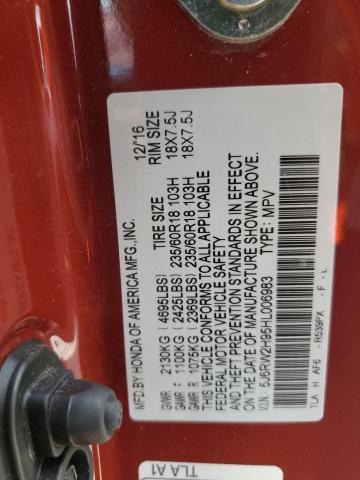 MFD.BY HONDA OF AMERICA MFG.,INC. 12/'16
TIRE SIZE RIM SIZE
GVWR: 2130KG (4695LBS)
GAWR: F 1100KG (2425LBS) 235/60R18 103H 18X7.5J
GAWR: R 1075KG (2369LBS) 235/60R18 103H 18X7.5J
THIS VEHICLE CONFORMS TO ALL APPLICABLE
FEDERAL MOTOR VEHICLE SAFETY
AND THEFT PREVENTION STANDARDS IN EFFECT
ON THE DATE OF MANUFACTURE SHOWN ABOVE.
V.I.N.: 5J6RW2H95HL006983 TYPE: MPV
TLA H AF6 - R539PX - F - L
TLA A1